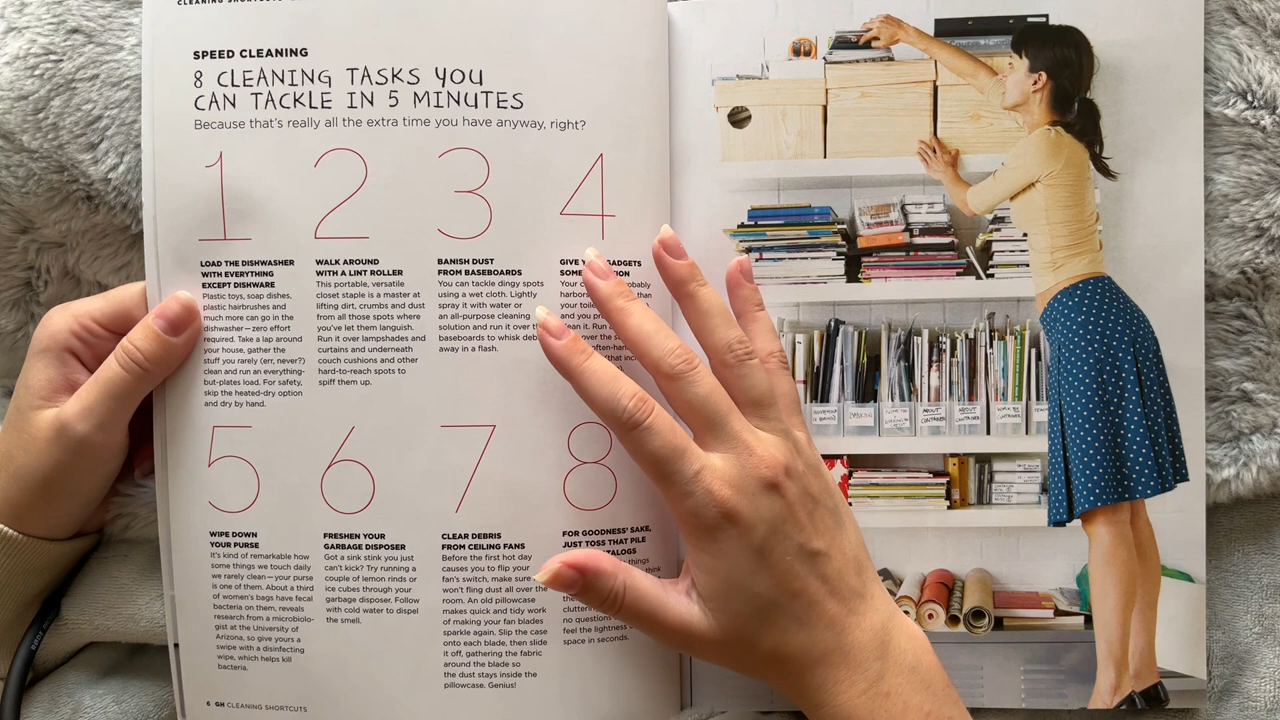 CLEANING SHORTCUTS
SPEED CLEANING
8 CLEANING TASKS YOU
CAN TACKLE IN 5 MINUTES
Because that's really all the extra time you have anyway, right?
1
LOAD THE DISHWASHER
WITH EVERYTHING
EXCEPT DISHWARE
Plastic toys, soap dishes,
plastic hairbrushes and
much more can go in the
dishwasher—zero effort
required. Take a lap around
your house, gather the
stuff you rarely (err, never?)
clean and run an everything-
but-plates load. For safety,
skip the heated-dry option
and dry by hand.
2
WALK AROUND
WITH A LINT ROLLER
This portable, versatile
closet staple is a master at
lifting dirt, crumbs and dust
from all those spots where
you've let them languish.
Run it over lampshades and
curtains and underneath
couch cushions and other
hard-to-reach spots to
spiff them up.
3
BANISH DUST
FROM BASEBOARDS
You can tackle dingy spots
using a wet cloth. Lightly
spray it with water or
an all-purpose cleaning
solution and run it over
baseboards to whisk
away in a flash.
4
GIVE GADGETS
Your
harbors than
your
and you
Run
over the
5
WIPE DOWN
YOUR PURSE
It's kind of remarkable how
some things we touch daily
we rarely clean—your purse
is one of them. About a third
of women's bags have fecal
bacteria on them, reveals
research from a microbiolo-
gist at the University of
Arizona, so give yours a
swipe with a disinfecting
wipe, which helps kill
bacteria.
6
FRESHEN YOUR
GARBAGE DISPOSER
Got a sink stink you just
can't kick? Try running a
couple of lemon rinds or
ice cubes through your
garbage disposer. Follow
with cold water to dispel
the smell.
7
CLEAR DEBRIS
FROM CEILING FANS
Before the first hot day
causes you to flip your
fan's switch, make sure
won't fling dust all over the
room. An old pillowcase
makes quick and tidy work
of making your fan blades
sparkle again. Slip the case
onto each blade, then slide
it off, gathering the fabric
around the blade so
the dust stays inside the
pillowcase. Genius!
8
FOR GOODNESS' SAKE,
JUST TOSS THAT PILE
things
think
no questions
feel the lightness
space in seconds.
6 GH CLEANING SHORTCUTS
ABOUT
CONTAINER
ABOUT
CONTAINER